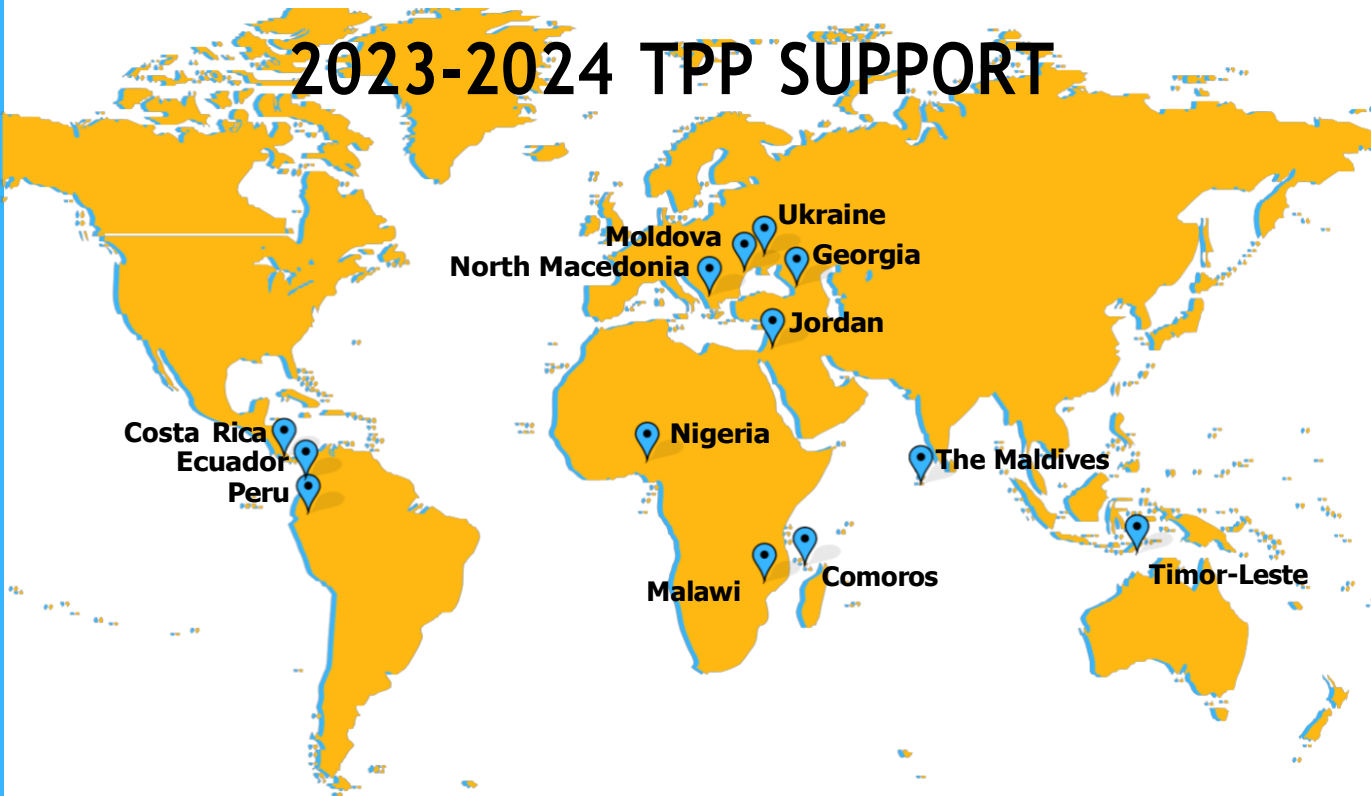 2023-2024 TPP SUPPORT
Ukraine
Moldova
Georgia
North Macedonia
Jordan
Costa Rica
Nigeria
Ecuador
The Maldives
Peru
Comoros
Timor-Leste
Malawi